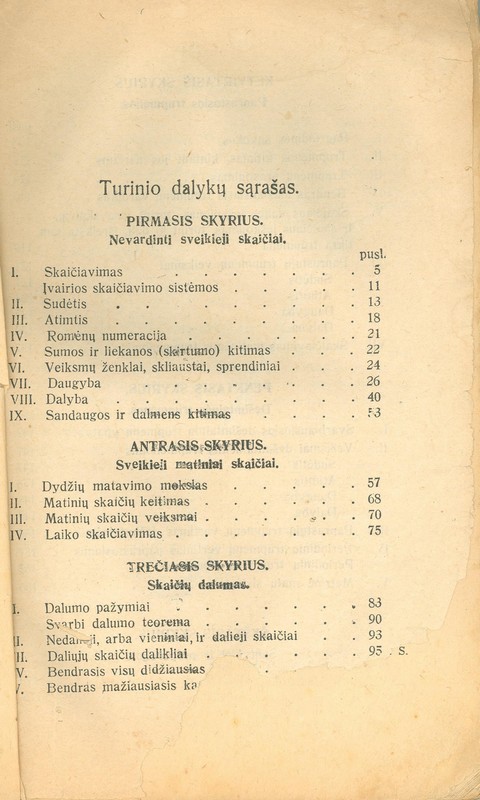 Turinio dalykų sąrašas.
PIRMASIS SKYRIUS.
Nevardinti sveikieji skaičiai.
pusl.
I. Skaičiavimas . . . . . . . 5
Įvairios skaičiavimo sistėmos . . . . 11
II. Sudėtis . . . . . . . 13
III. Atimtis . . . . . . . 18
IV. Romėnų numeracija . . . . . . 21
V. Sumos ir liekanos (skirtumo) kitimas . . . 22
VI. Veiksmų ženklai, skliaustai, sprendiniai . . . 24
VII. Daugyba . . . . . . . 26
VIII. Dalyba . . . . . . . . 40
IX. Sandaugos ir dalmens kitimas . . . . 53
ANTRASIS SKYRIUS.
Sveikieji matiniai skaičiai.
I. Dydžių matavimo mokslas . . . . . 57
II. Matinių skaičių keitimas . . . . . . 68
III. Matinių skaičių veiksmai . . . . . . 70
IV. Laiko skaičiavimas . . . . . . . 75
TREČIASIS SKYRIUS.
Skaičių dalumas.
I. Dalumo pažymiai . . . . . . . 83
Svarbi dalumo teorema . . . . . . 90
II. vieniniai, ir dalieji skaičiai . . 93
III. Daliųjų skaičių dalikliai . . . . . 95 . S.
Bendrasis visų didžiausias
V. Bendras mažiausiasis